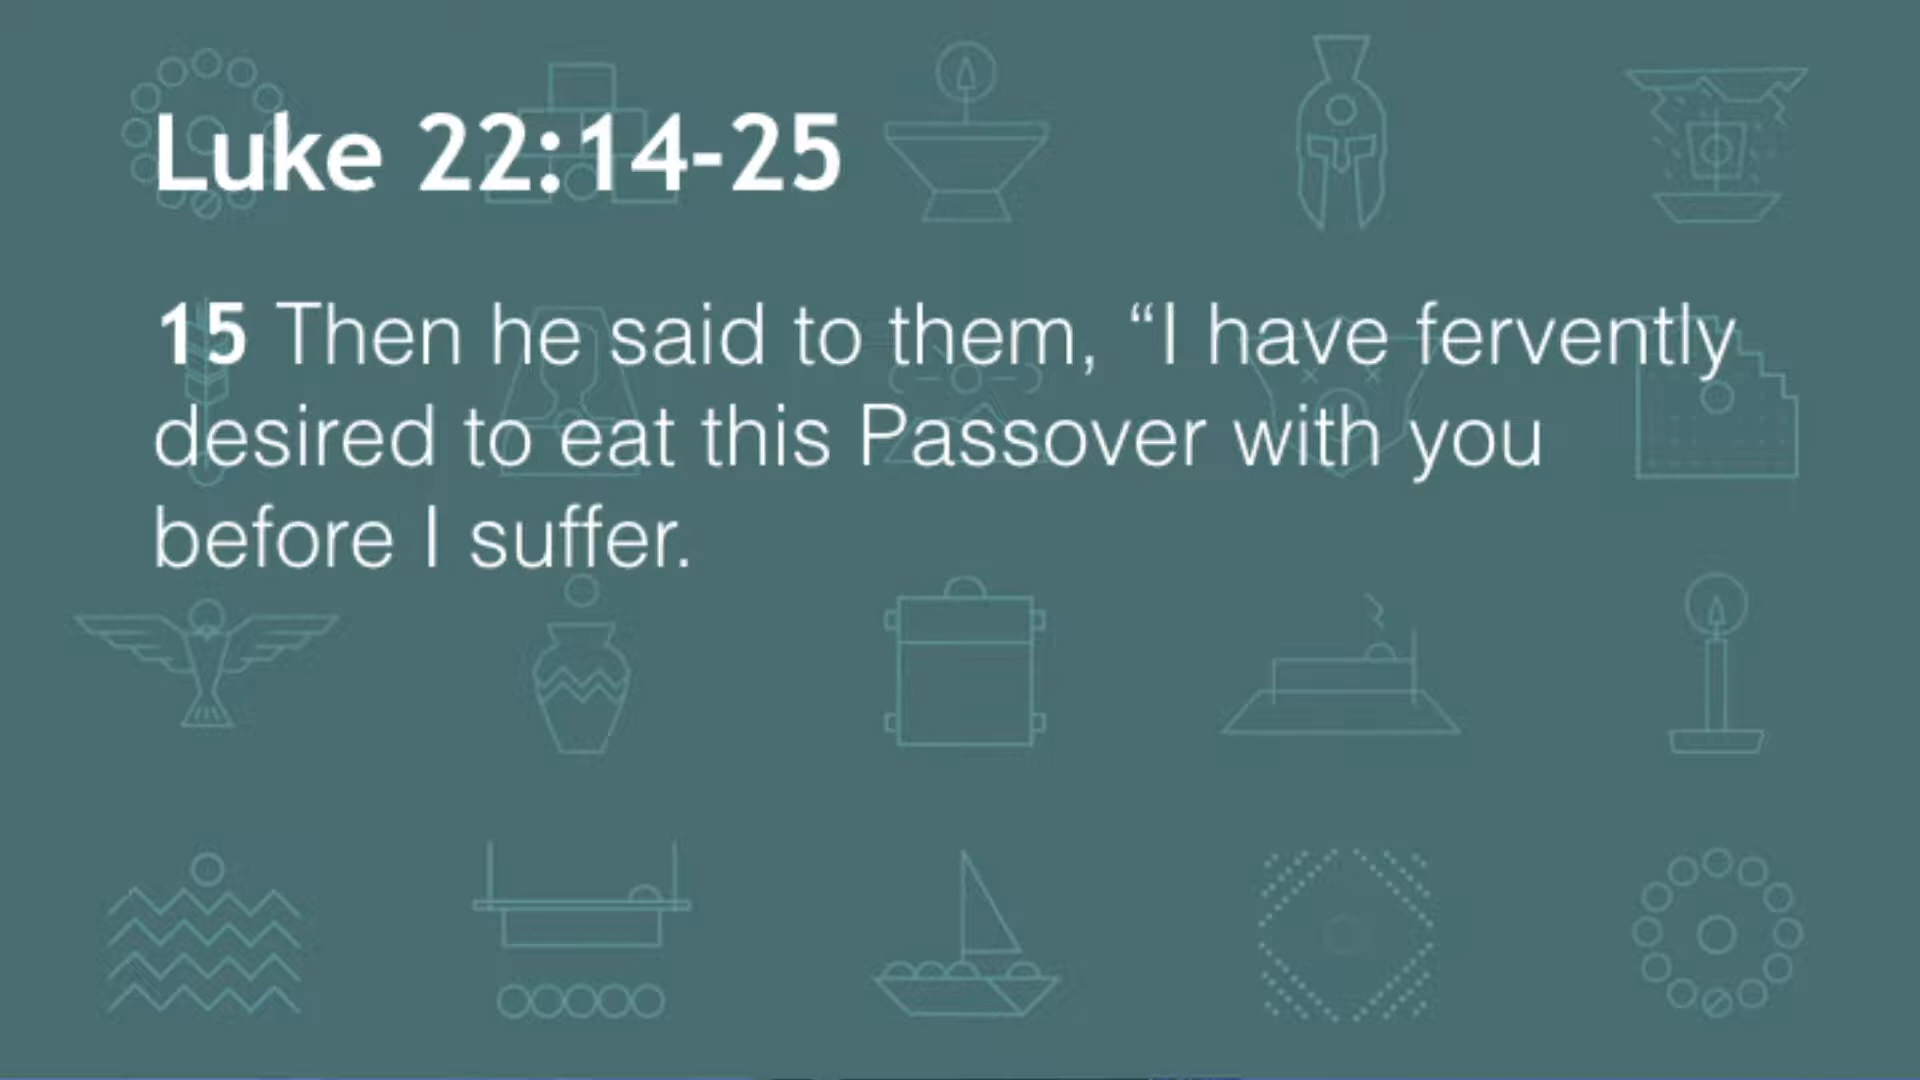 Luke 22:14-25
15 Then he said to them, “I have fervently
desired to eat this Passover with you
before I suffer.